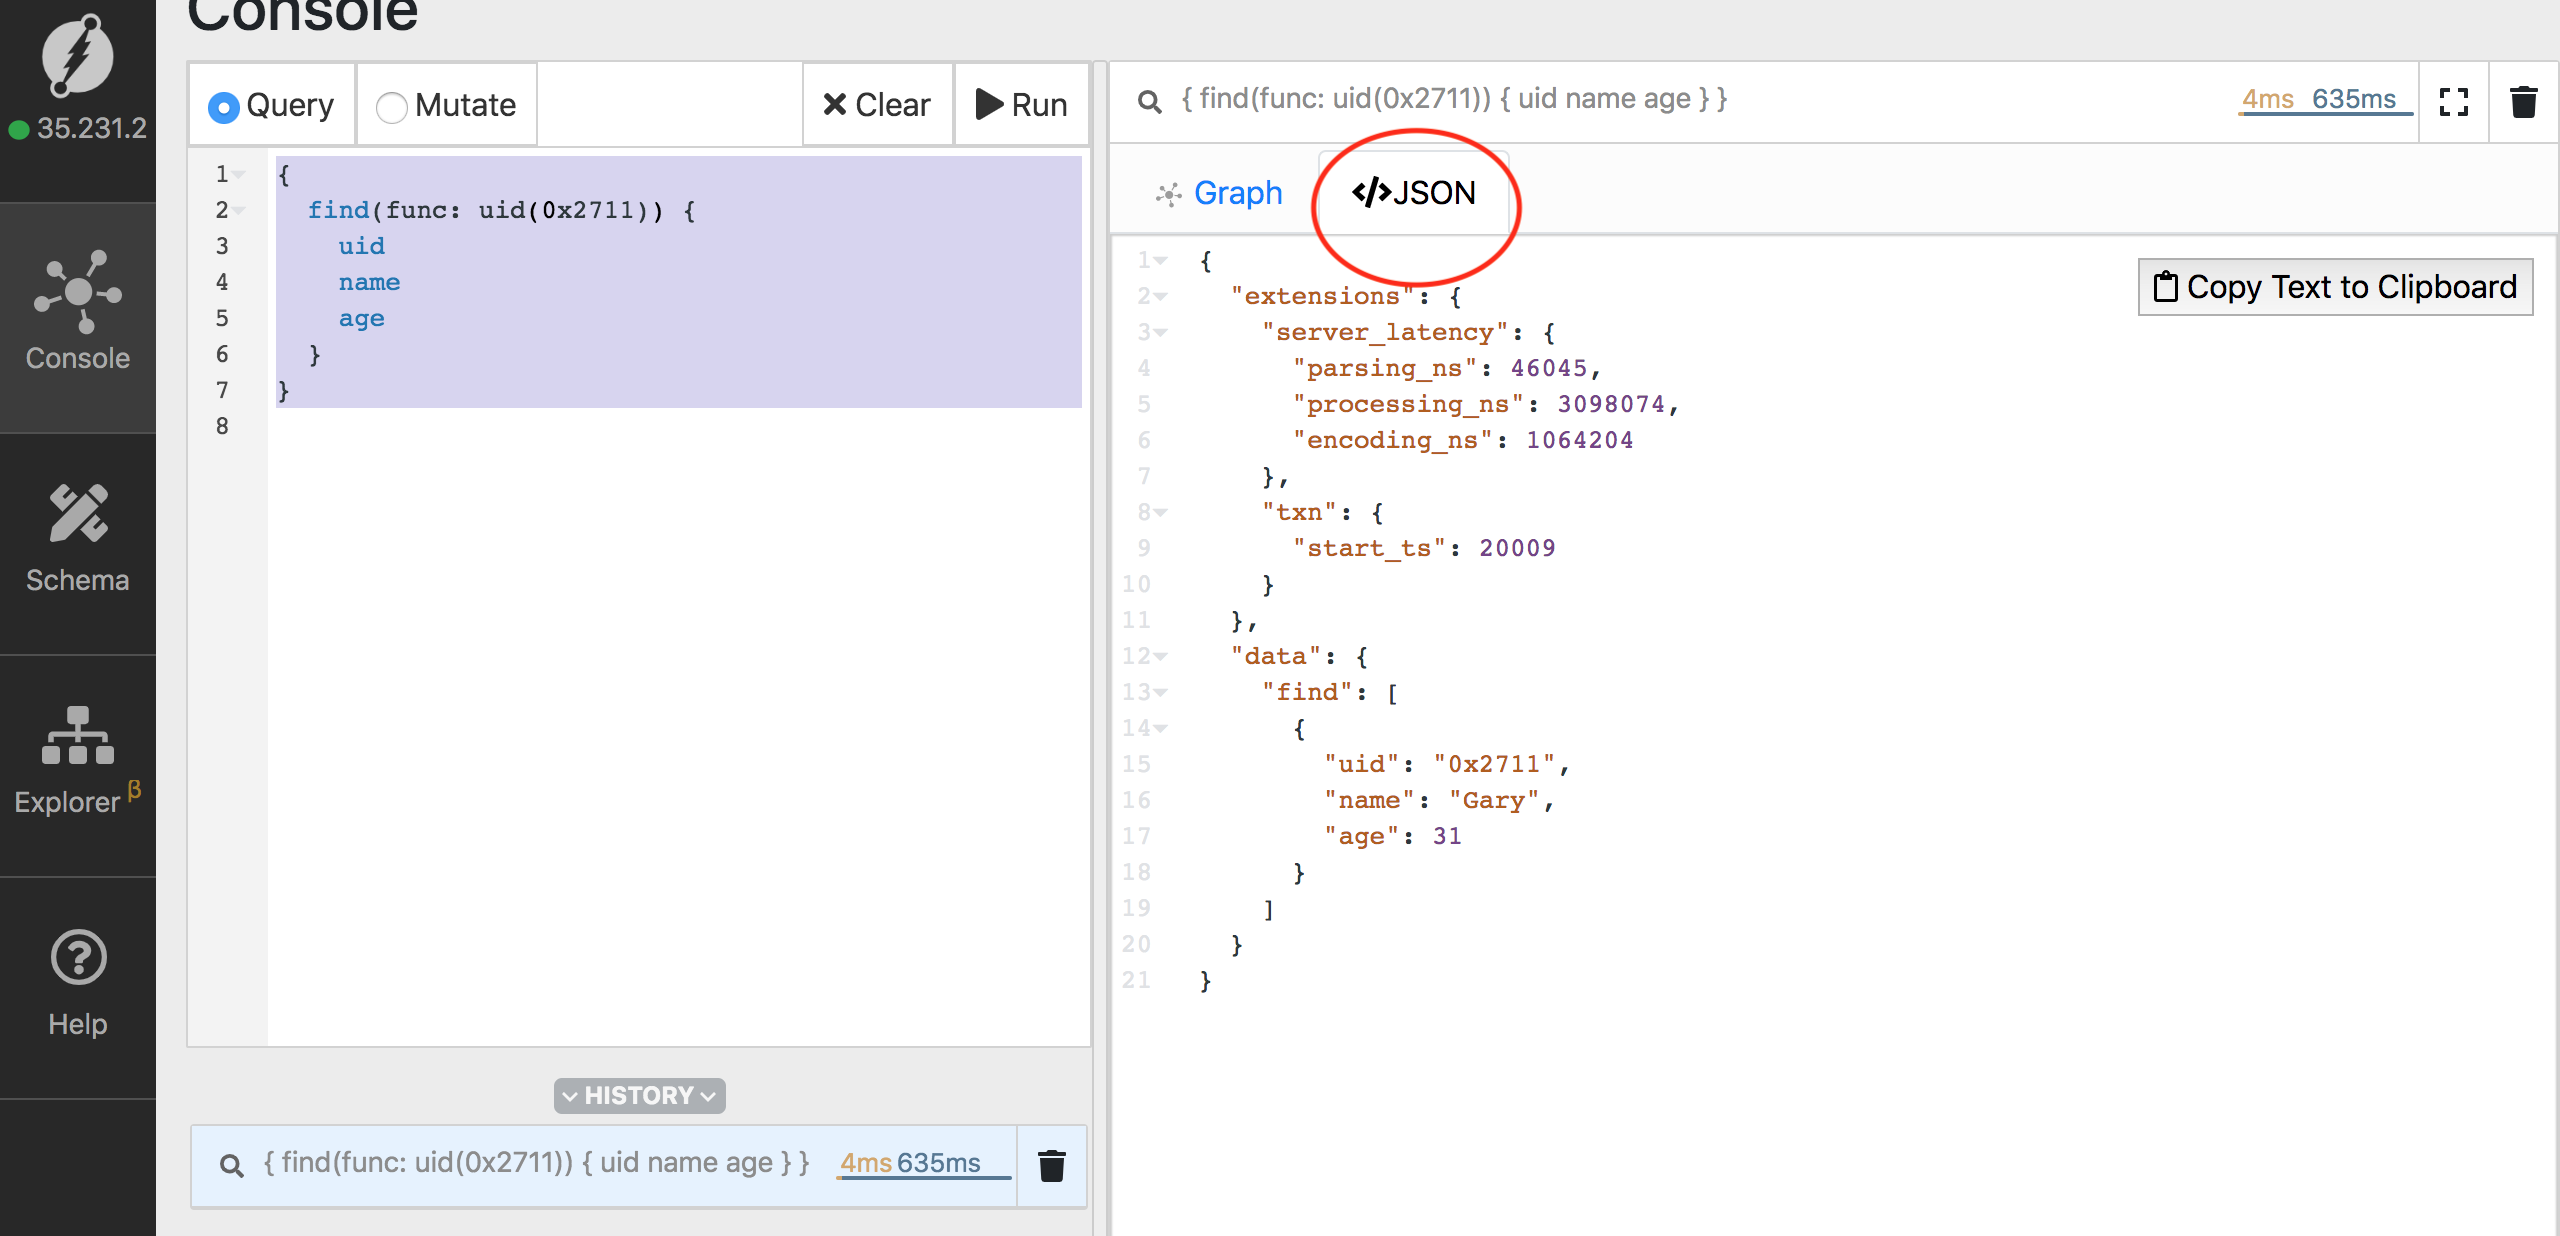 Console
35.231.2
Console
Schema
Explorer β
Help
Query Mutate Clear Run
1 {
2   find(func: uid(0x2711)) {
3     uid
4     name
5     age
6   }
7 }
8
HISTORY
{ find(func: uid(0x2711)) { uid name age } } 4ms 635ms
{ find(func: uid(0x2711)) { uid name age } } 4ms 635ms
Graph </>JSON
Copy Text to Clipboard
1 {
2   "extensions": {
3     "server_latency": {
4       "parsing_ns": 46045,
5       "processing_ns": 3098074,
6       "encoding_ns": 1064204
7     },
8     "txn": {
9       "start_ts": 20009
10     }
11   },
12   "data": {
13     "find": [
14       {
15         "uid": "0x2711",
16         "name": "Gary",
17         "age": 31
18       }
19     ]
20   }
21 }